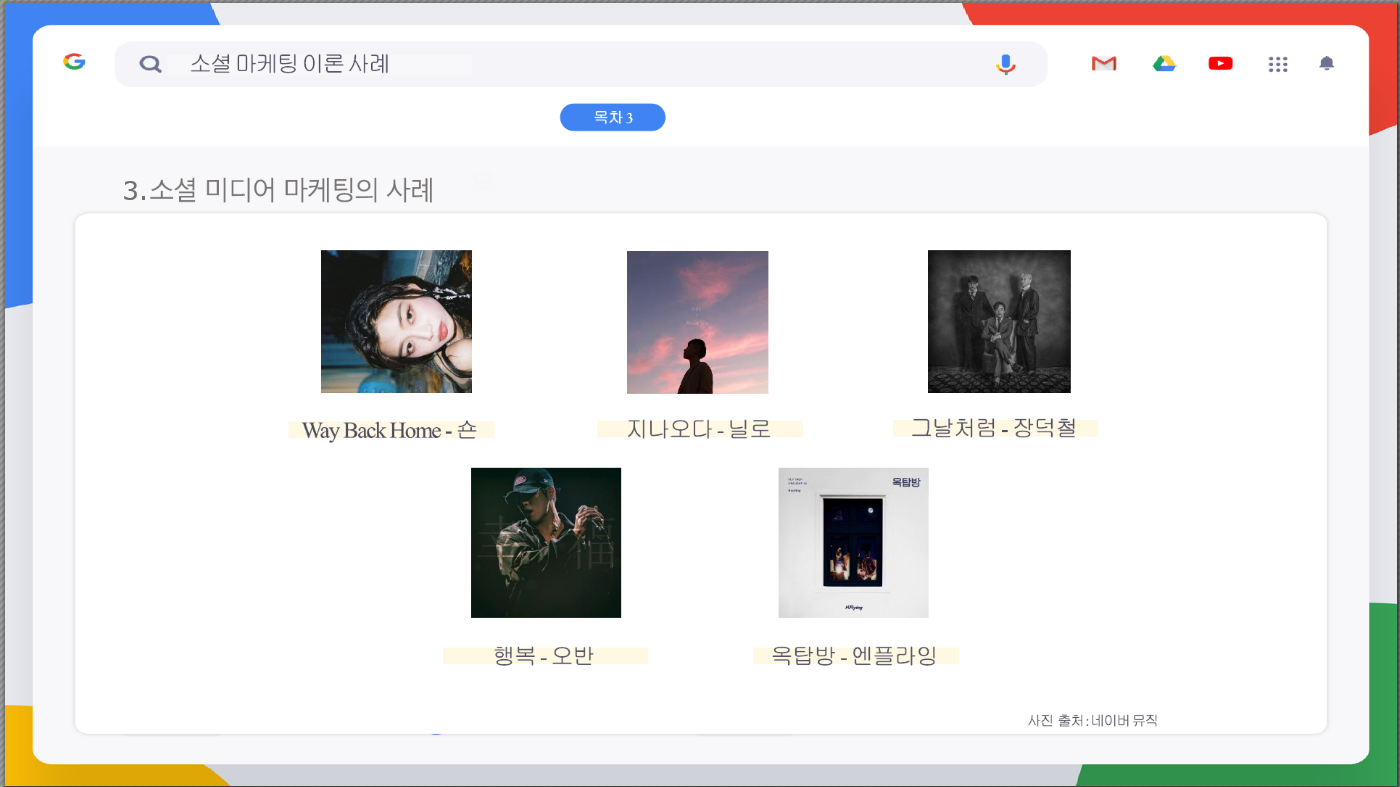 소셜 마케팅 이론 사례
목차 3
3.소셜 미디어 마케팅의 사례
Way Back Home - 숀
지나오다 - 닐로
그날처럼 - 장덕철
幸福
옥탑방
N.Flying
행복 - 오반
옥탑방 - 엔플라잉
사진 출처 : 네이버 뮤직